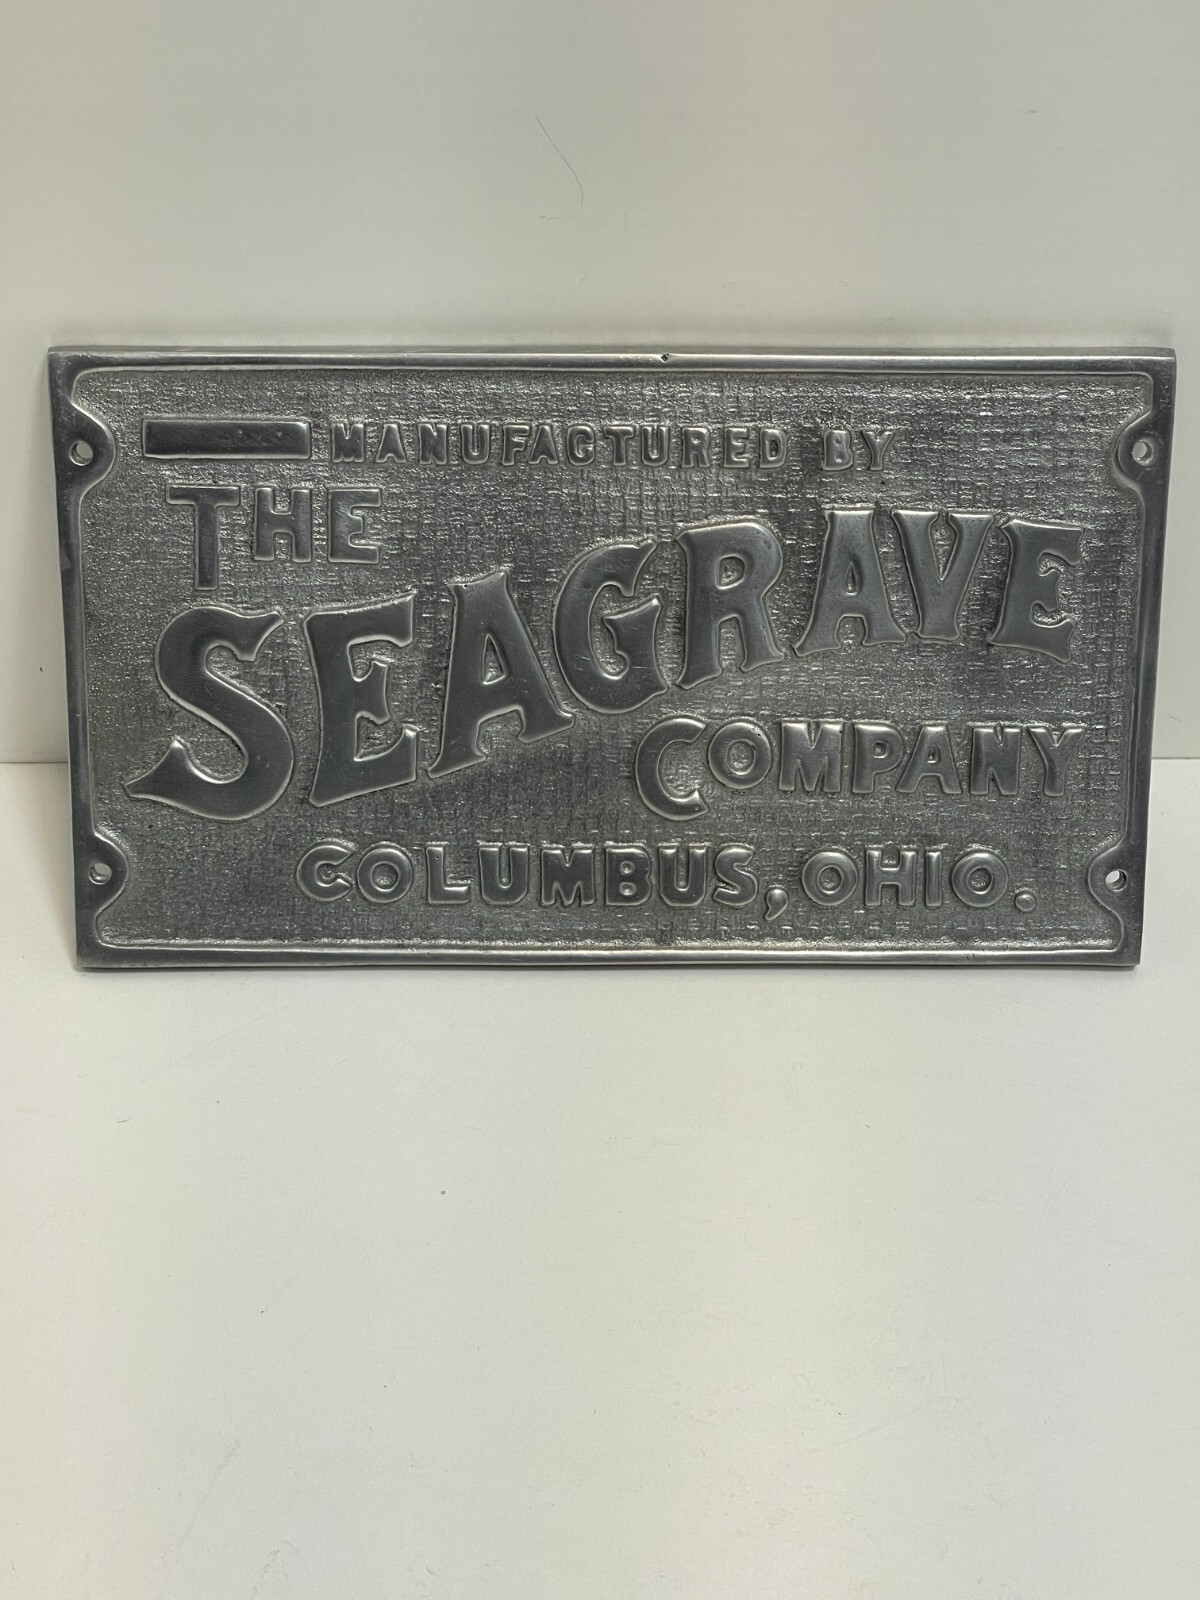 MANUFACTURED BY
THE
SEAGRAVE
COMPANY
COLUMBUS, OHIO.